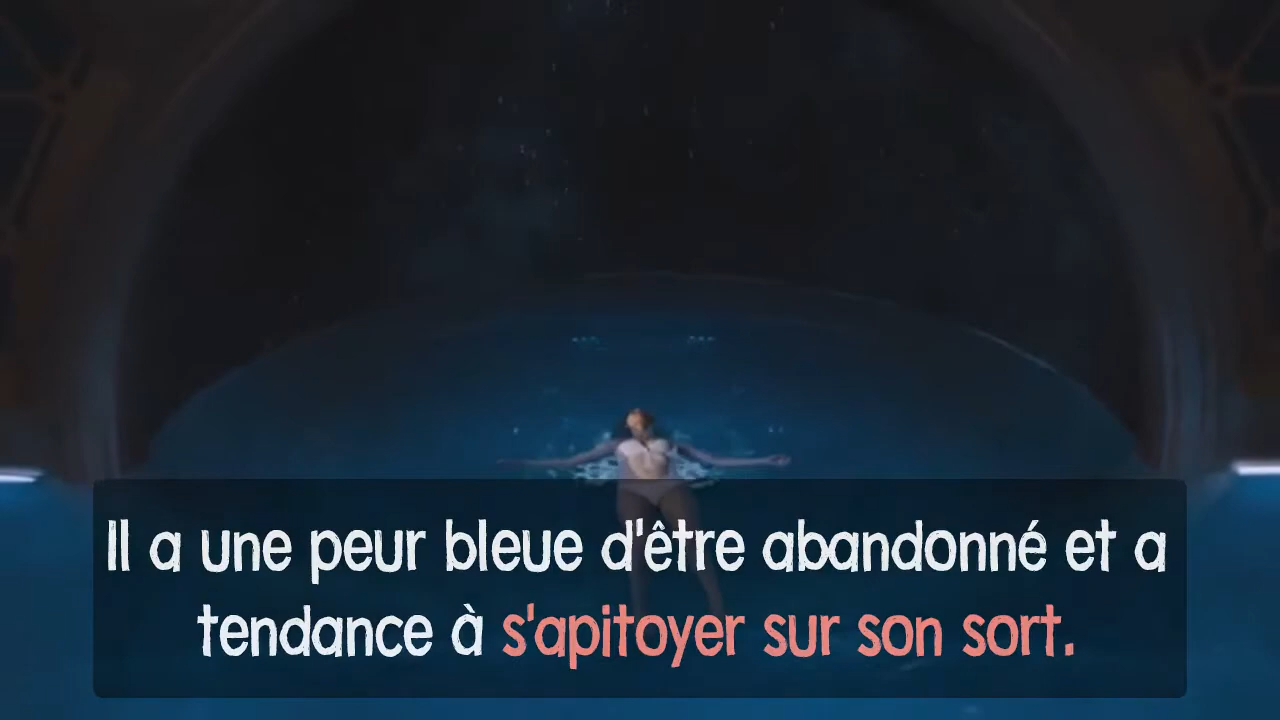 Il a une peur bleue d'être abandonné et a
tendance à s'apitoyer sur son sort.